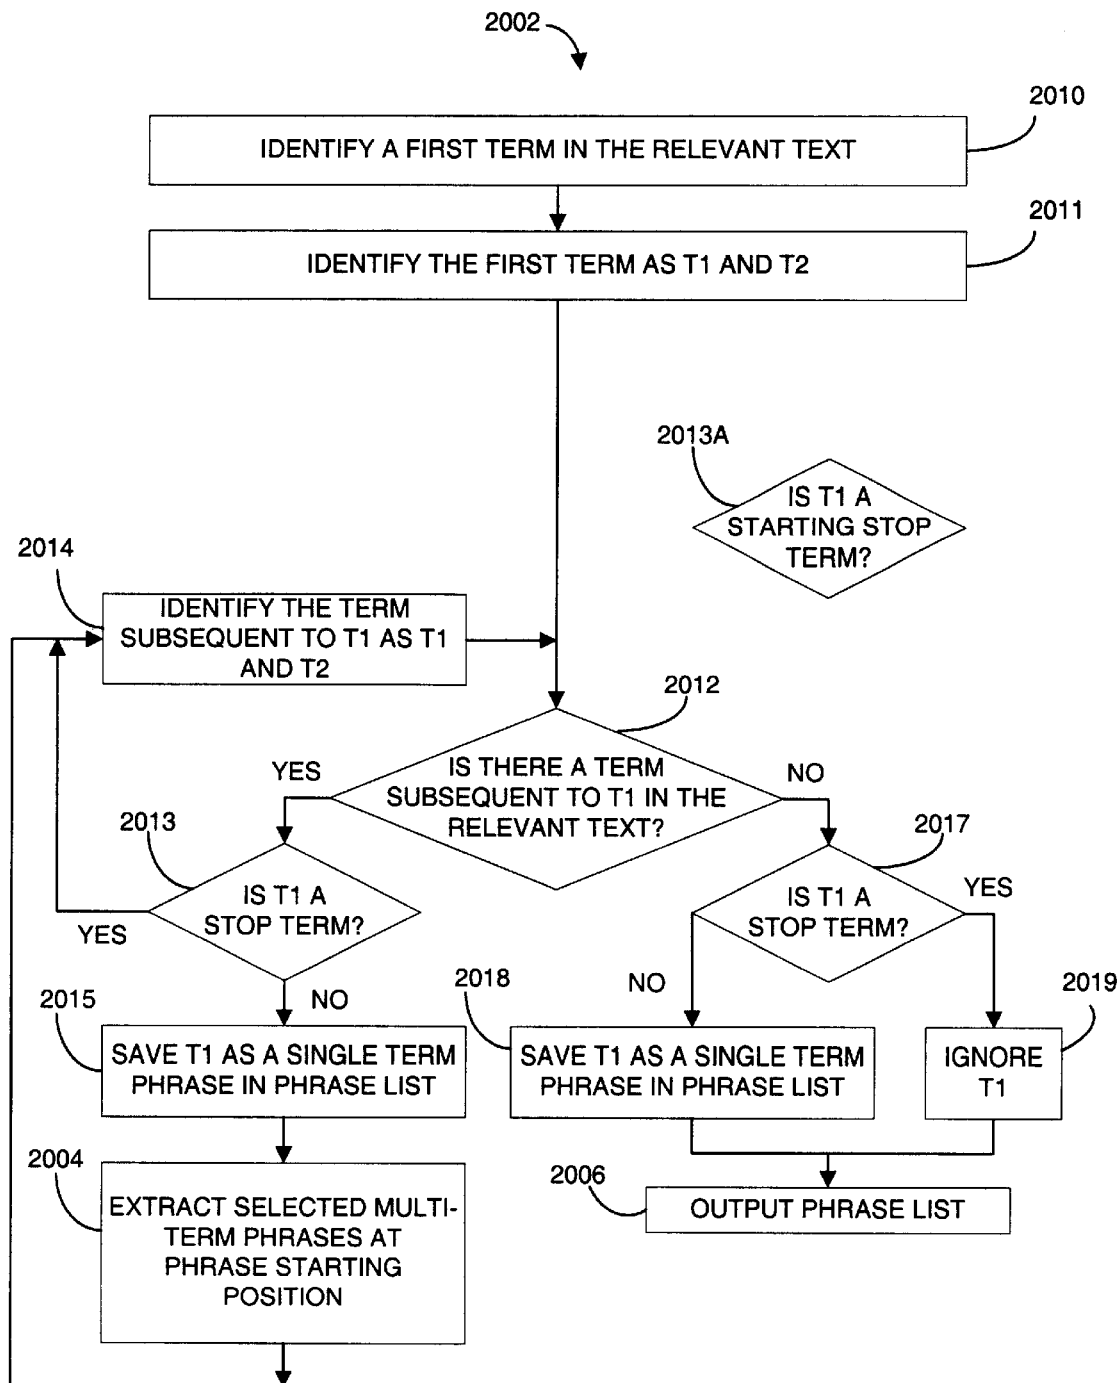 2002
2010
IDENTIFY A FIRST TERM IN THE RELEVANT TEXT
2011
IDENTIFY THE FIRST TERM AS T1 AND T2
2013A
IS T1 A
STARTING STOP
TERM?
2014
IDENTIFY THE TERM
SUBSEQUENT TO T1 AS T1
AND T2
2012
IS THERE A TERM
SUBSEQUENT TO T1 IN THE
RELEVANT TEXT?
YES
NO
2013
IS T1 A
STOP TERM?
YES
NO
2017
IS T1 A
STOP TERM?
YES
NO
2015
SAVE T1 AS A SINGLE TERM
PHRASE IN PHRASE LIST
2018
SAVE T1 AS A SINGLE TERM
PHRASE IN PHRASE LIST
2019
IGNORE
T1
2004
EXTRACT SELECTED MULTI-
TERM PHRASES AT
PHRASE STARTING
POSITION
2006
OUTPUT PHRASE LIST